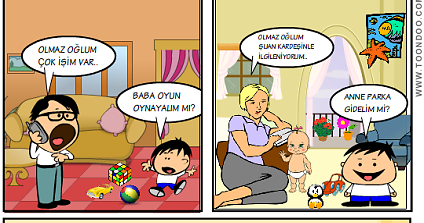 OLMAZ OĞLUM
ÇOK İŞİM VAR..
BABA OYUN
OYNAYALIM MI?
OLMAZ OĞLUM
ŞUAN KARDEŞİNLE
İLGİLENİYORUM..
ANNE PARKA
GİDELİM Mİ?
WWW.TOONDOO.C